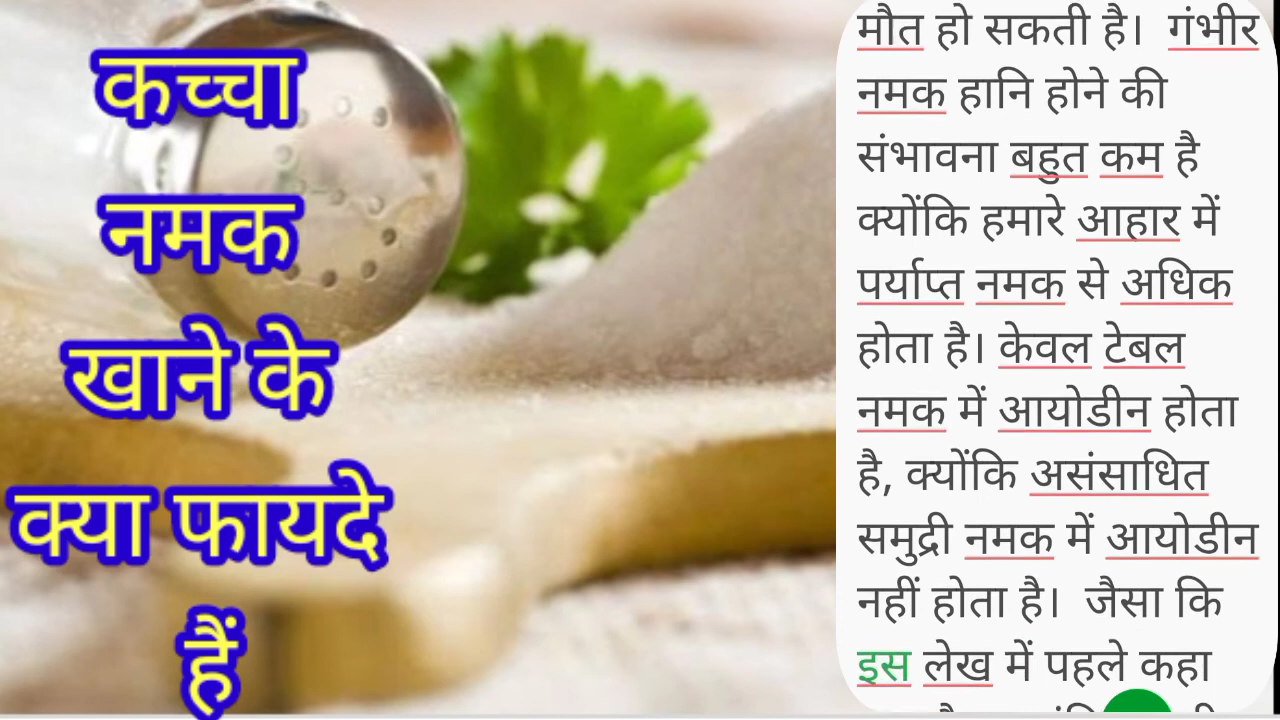 कच्चा
नमक
खाने के
क्या फायदे
हैं
मौत हो सकती है। गंभीर
नमक हानि होने की
संभावना बहुत कम है
क्योंकि हमारे आहार में
पर्याप्त नमक से अधिक
होता है। केवल टेबल
नमक में आयोडीन होता
है, क्योंकि असंसाधित
समुद्री नमक में आयोडीन
नहीं होता है। जैसा कि
इस लेख में पहले कहा